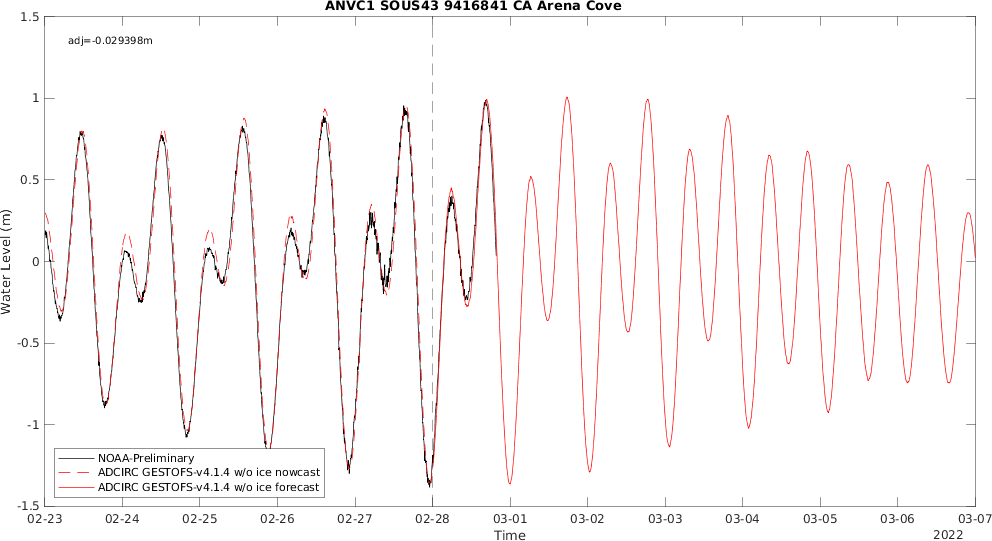 ANVC1 SOUS43 9416841 CA Arena Cove
adj=-0.029398m
1.5
1
0.5
0
-0.5
-1
-1.5
Water Level (m)
NOAA-Preliminary
ADCIRC GESTOFS-v4.1.4 w/o ice nowcast
ADCIRC GESTOFS-v4.1.4 w/o ice forecast
02-23 02-24 02-25 02-26 02-27 02-28 03-01 03-02 03-03 03-04 03-05 03-06 03-07
Time
2022